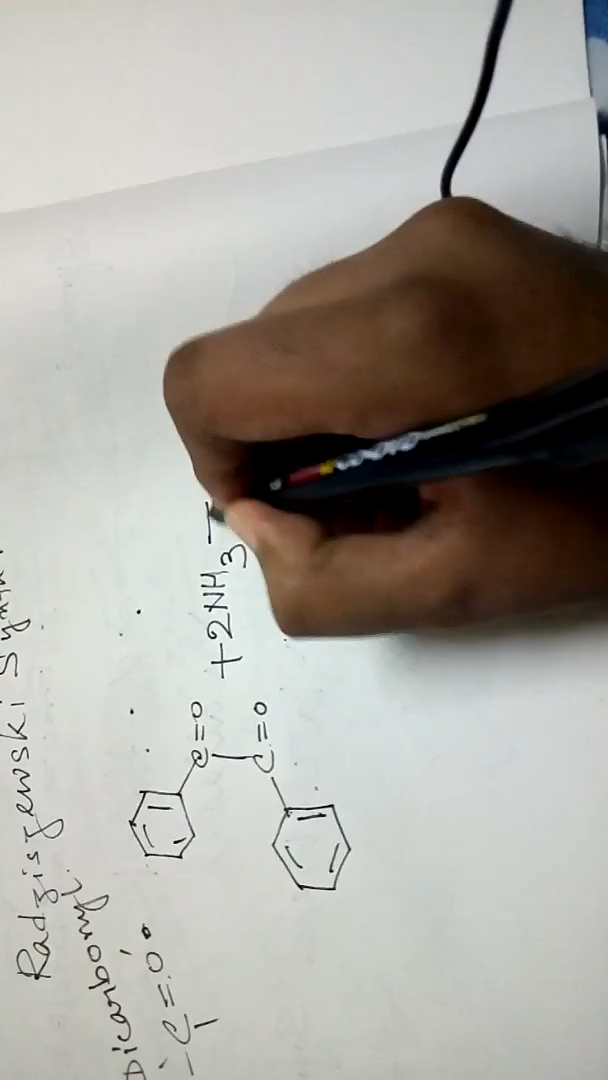 Radziszewski Synth
Dicarbonyl
-C=O
C=O + 2NH3
C=O